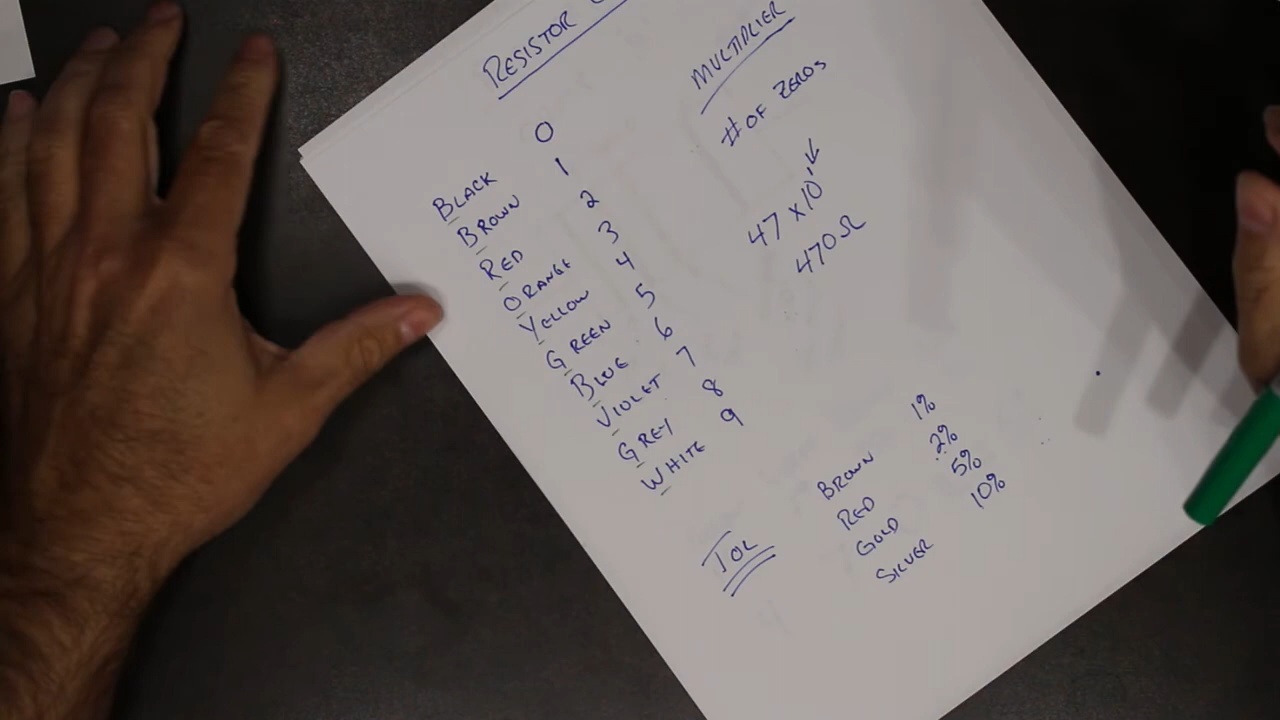 RESISTOR
BLACK 0
BROWN 1
RED 2
ORANGE 3
YELLOW 4
GREEN 5
BLUE 6
VIOLET 7
GREY 8
WHITE 9
MULTIPLIER
# OF ZEROS
47 x 10¹
470Ω
TOL
BROWN 1%
RED 2%
GOLD 5%
SILVER 10%